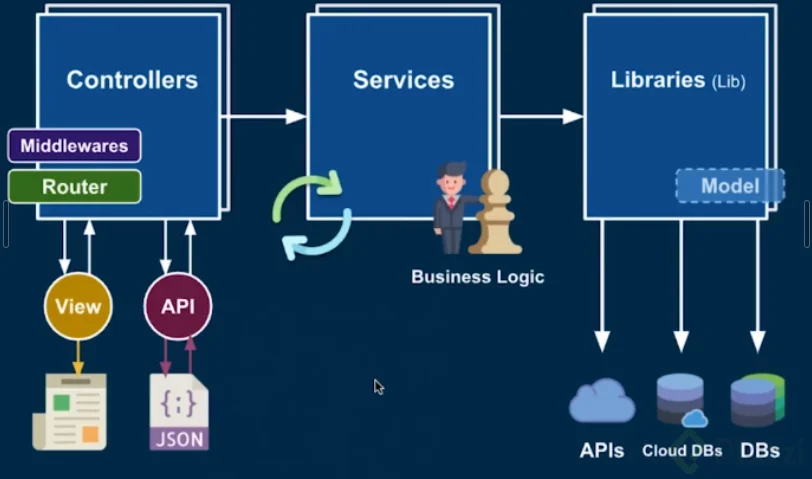 Controllers
Services
Libraries (Lib)
Middlewares
Router
Model
Business Logic
View
API
{;}
JSON
APIs
Cloud DBs
DBs